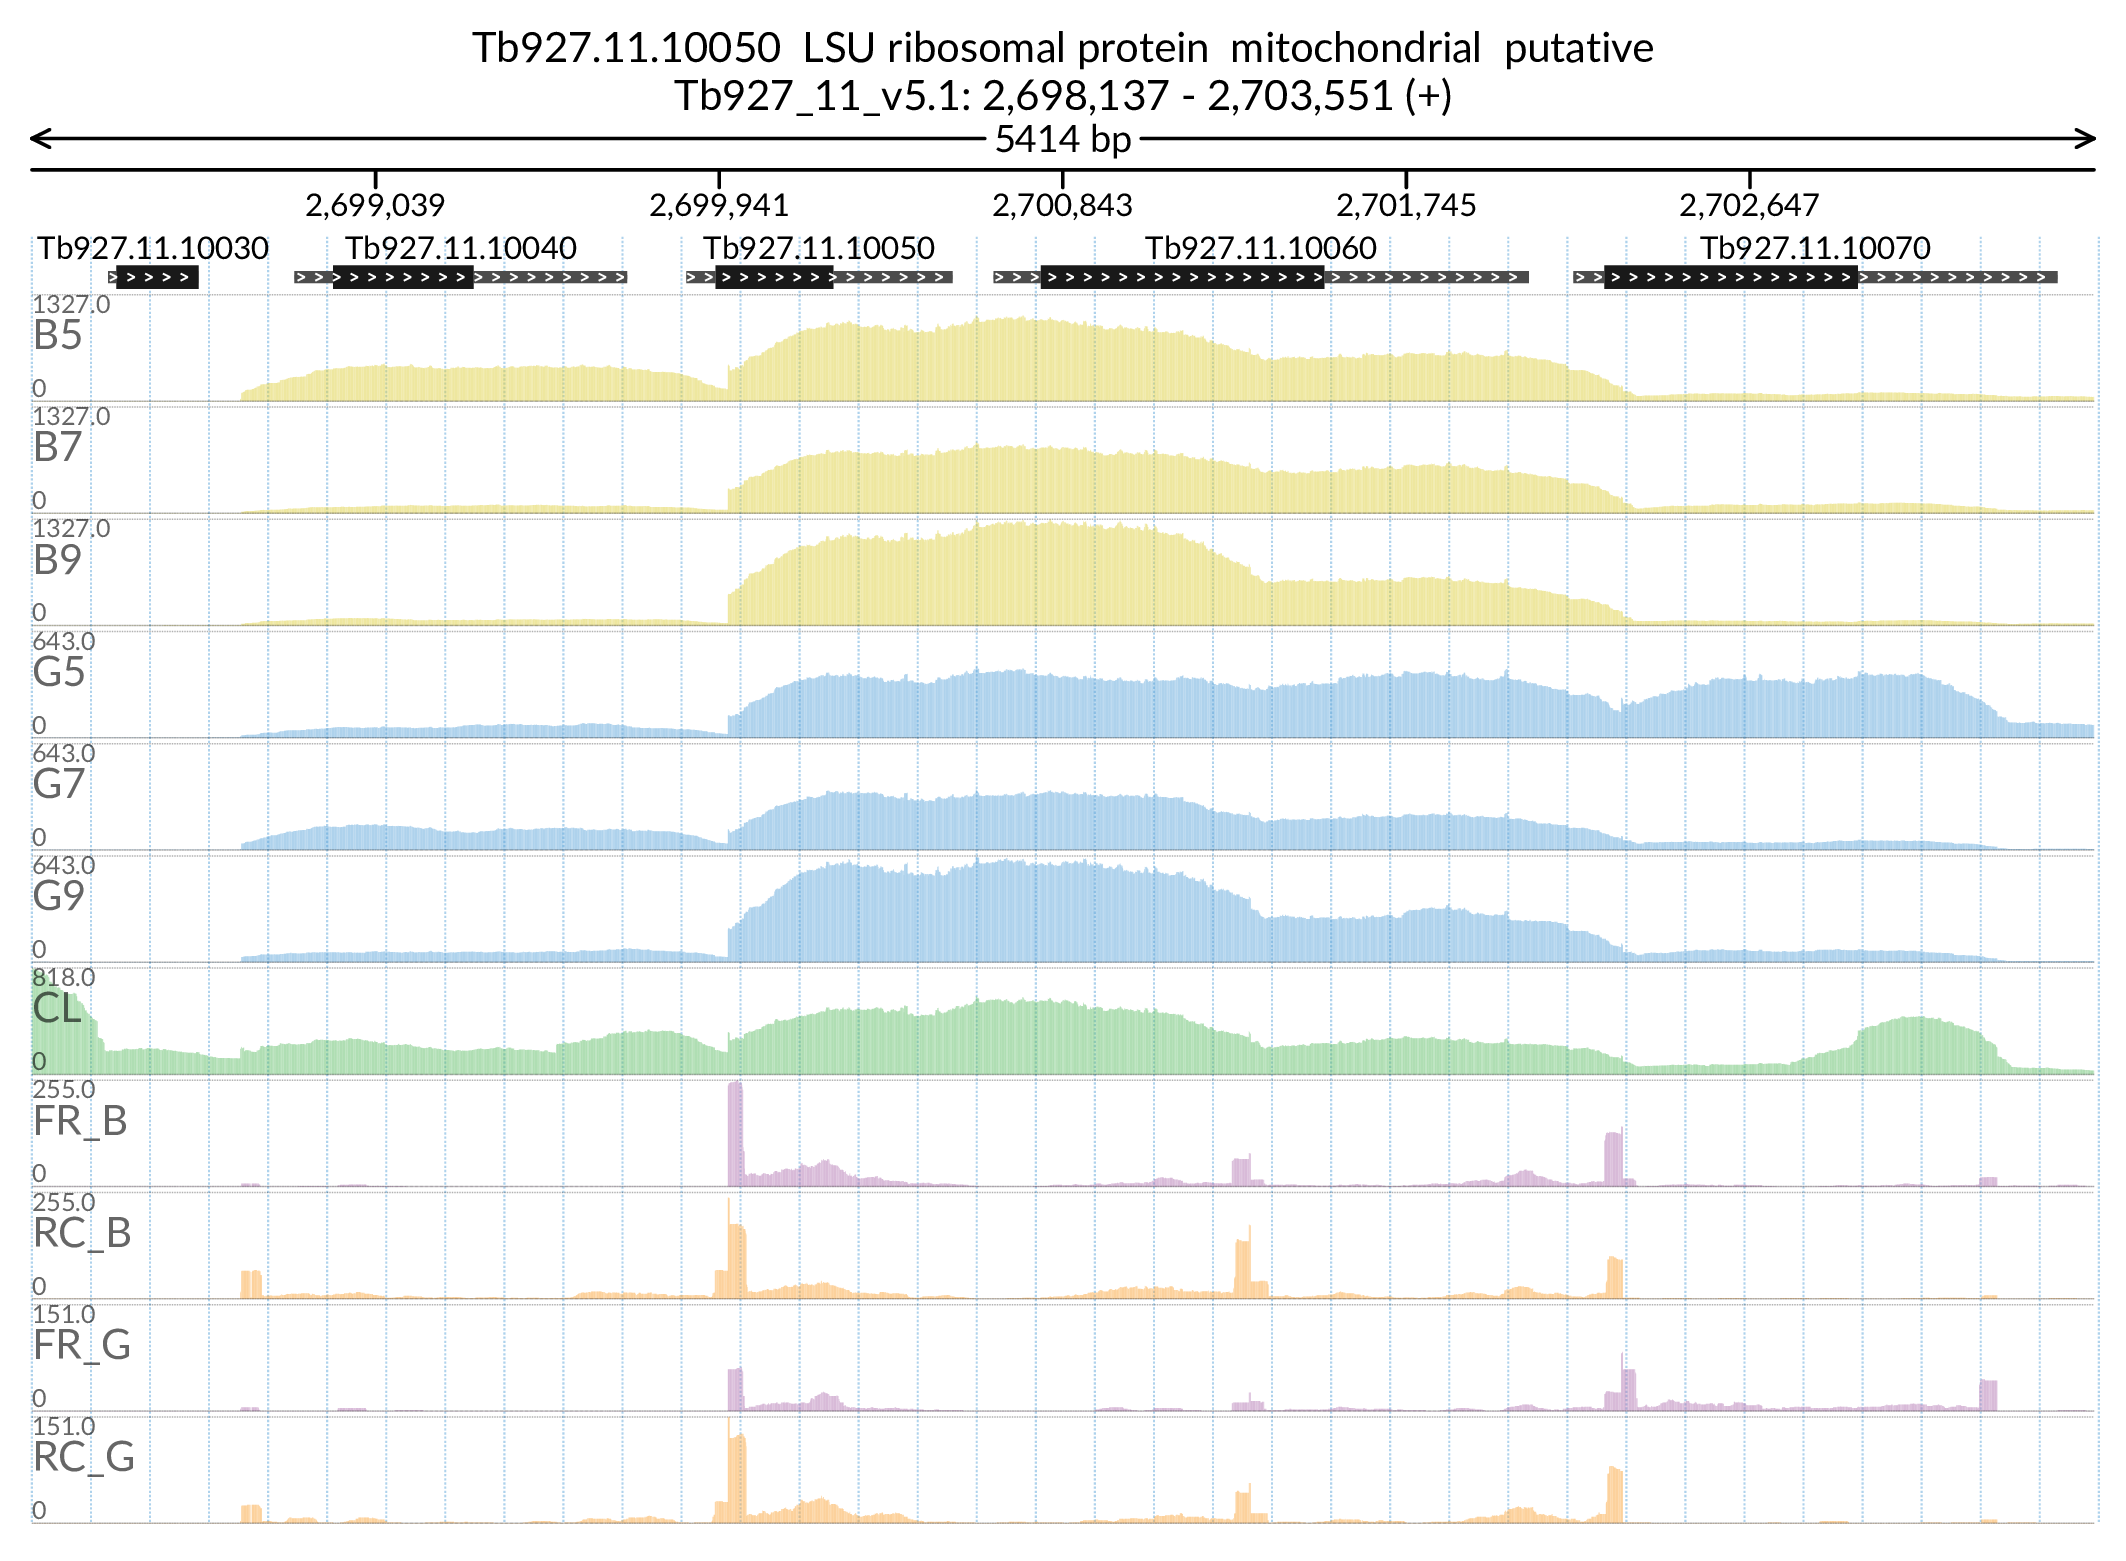 Tb927.11.10050  LSU ribosomal protein  mitochondrial  putative
Tb927_11_v5.1: 2,698,137 - 2,703,551 (+)
5414 bp
2,699,039 2,699,941 2,700,843 2,701,745 2,702,647
Tb927.11.10030 Tb927.11.10040 Tb927.11.10050 Tb927.11.10060 Tb927.11.10070
1327.0
B5
0
1327.0
B7
0
1327.0
B9
0
643.0
G5
0
643.0
G7
0
643.0
G9
0
818.0
CL
0
255.0
FR_B
0
255.0
RC_B
0
151.0
FR_G
0
151.0
RC_G
0